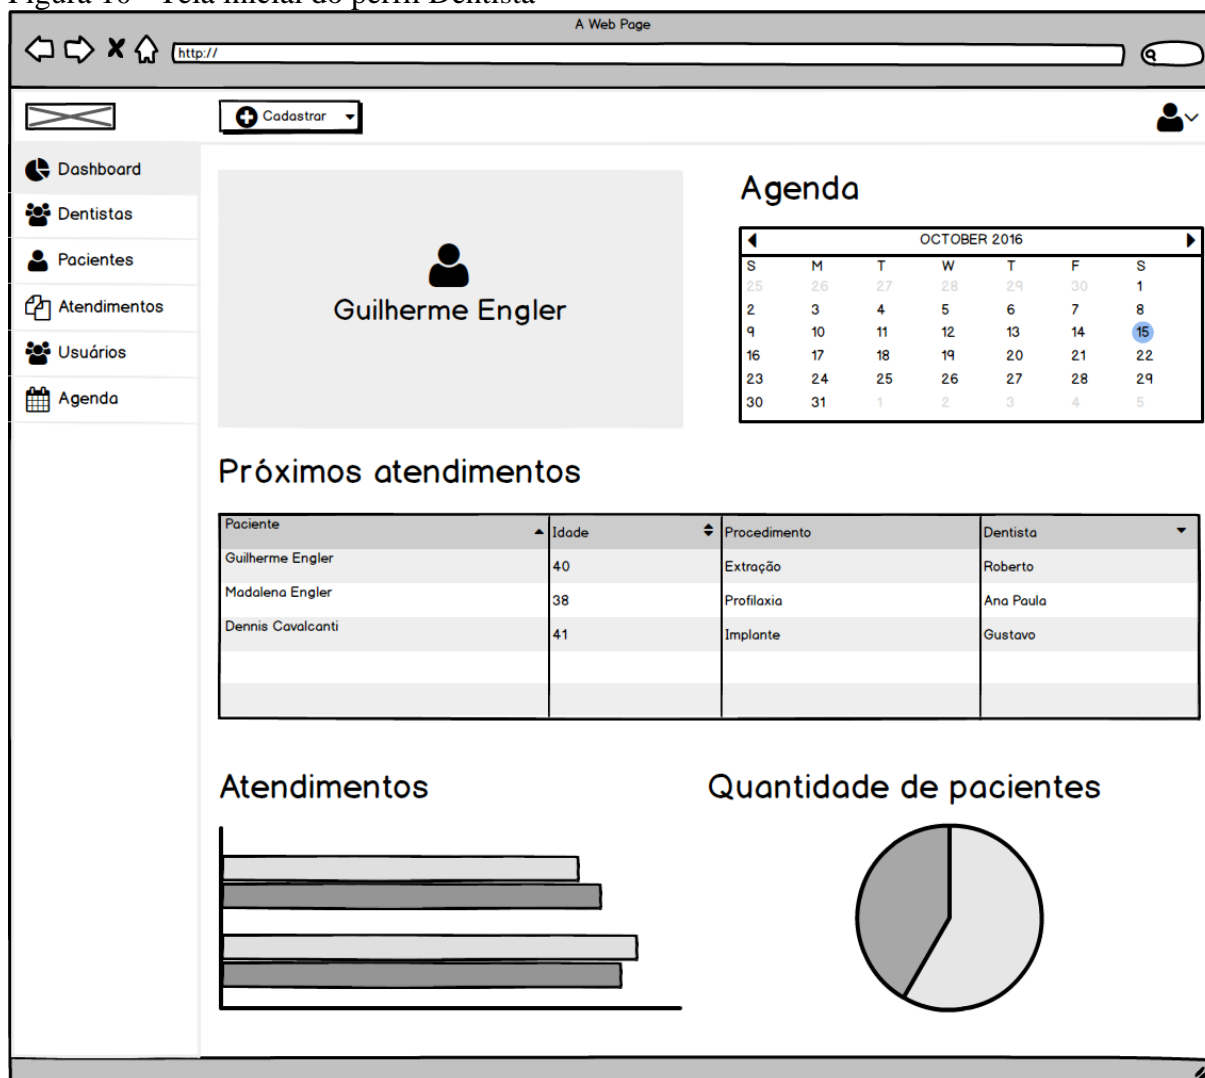 Figura 16 - Tela inicial do perfil Dentista
A Web Page
http://
Cadastrar
Dashboard
Dentistas
Pacientes
Atendimentos
Usuários
Agenda
Guilherme Engler
Agenda
OCTOBER 2016
S M T W T F S
25 26 27 28 29 30 1
2 3 4 5 6 7 8
9 10 11 12 13 14 15
16 17 18 19 20 21 22
23 24 25 26 27 28 29
30 31 1 2 3 4 5
Próximos atendimentos
Paciente Idade Procedimento Dentista
Guilherme Engler 40 Extração Roberto
Madalena Engler 38 Profilaxia Ana Paula
Dennis Cavalcanti 41 Implante Gustavo
Atendimentos
Quantidade de pacientes